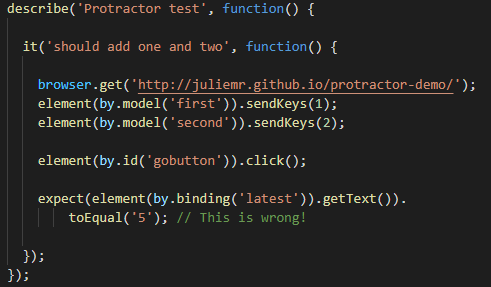 describe('Protractor test', function() {
it('should add one and two', function() {
browser.get('http://juliemr.github.io/protractor-demo/');
element(by.model('first')).sendKeys(1);
element(by.model('second')).sendKeys(2);
element(by.id('gobutton')).click();
expect(element(by.binding('latest')).getText()).
toEqual('5'); // This is wrong!
});
});